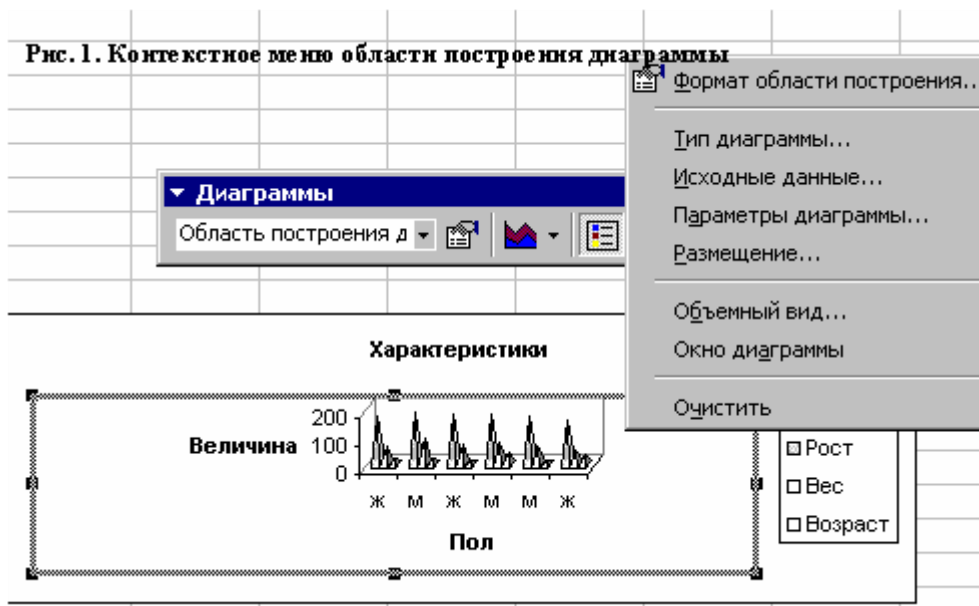 Рис. 1. Контекстное меню области построения диаграммы
Формат области построения...
Тип диаграммы...
Исходные данные...
Параметры диаграммы...
Размещение...
Объемный вид...
Окно диаграммы
Очистить
Диаграммы
Область построения д
Характеристики
200
Величина 100
0
Ж М Ж М М Ж
Пол
Рост
Вес
Возраст